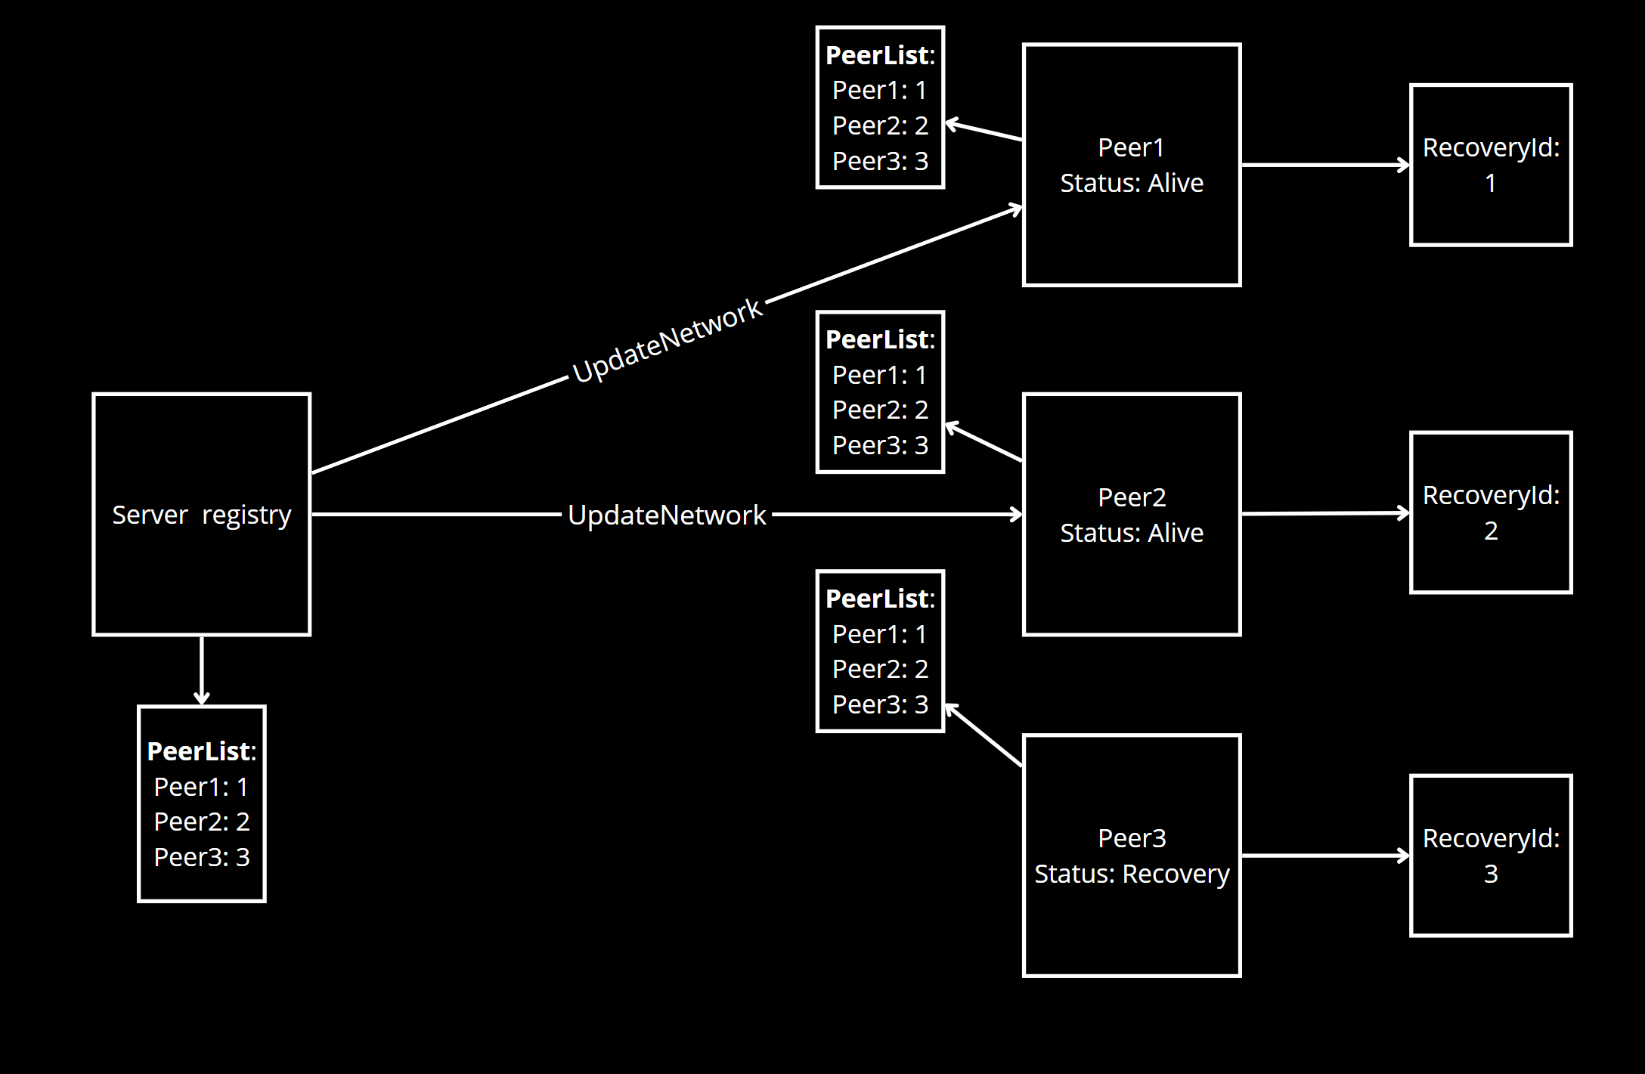 PeerList:
Peer1: 1
Peer2: 2
Peer3: 3
Peer1
Status: Alive
RecoveryId:
1
UpdateNetwork
PeerList:
Peer1: 1
Peer2: 2
Peer3: 3
Server registry
UpdateNetwork
Peer2
Status: Alive
RecoveryId:
2
PeerList:
Peer1: 1
Peer2: 2
Peer3: 3
PeerList:
Peer1: 1
Peer2: 2
Peer3: 3
Peer3
Status: Recovery
RecoveryId:
3